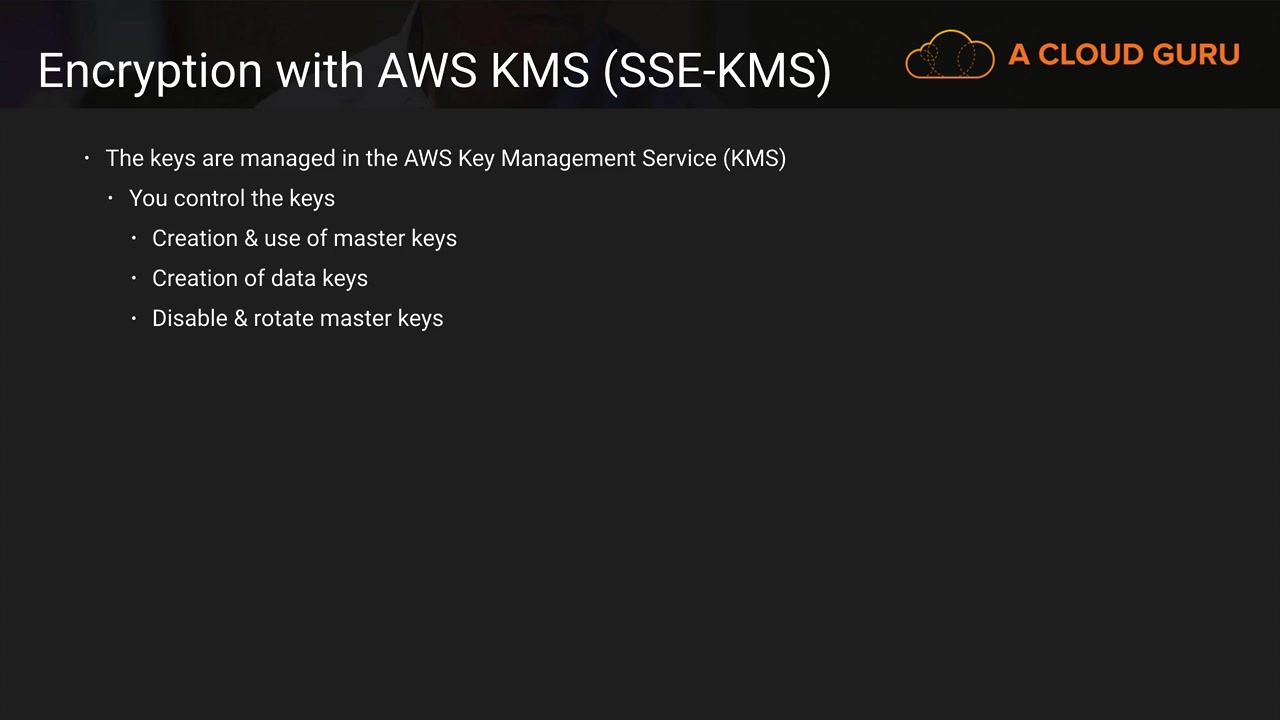 Encryption with AWS KMS (SSE-KMS)
A CLOUD GURU
· The keys are managed in the AWS Key Management Service (KMS)
· You control the keys
· Creation & use of master keys
· Creation of data keys
· Disable & rotate master keys